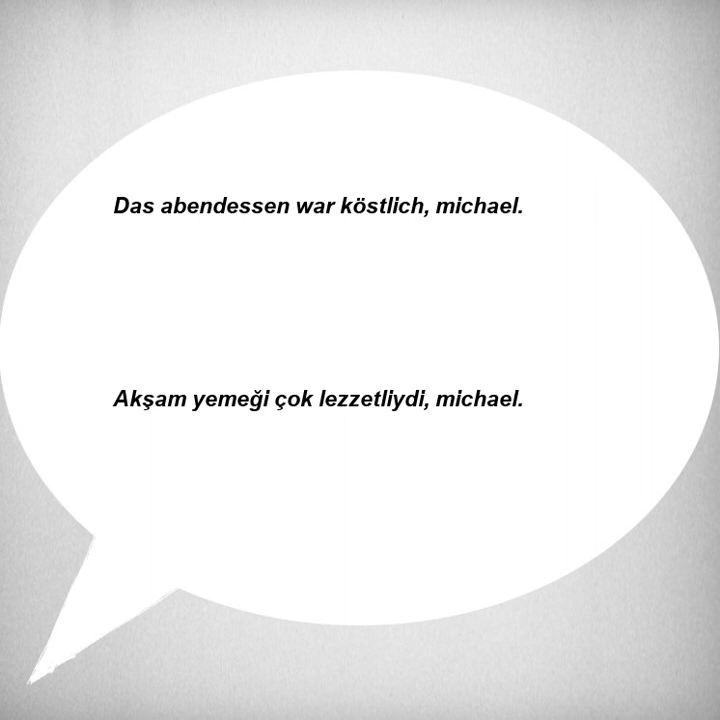 Das abendessen war köstlich, michael.
Akşam yemeği çok lezzetliydi, michael.